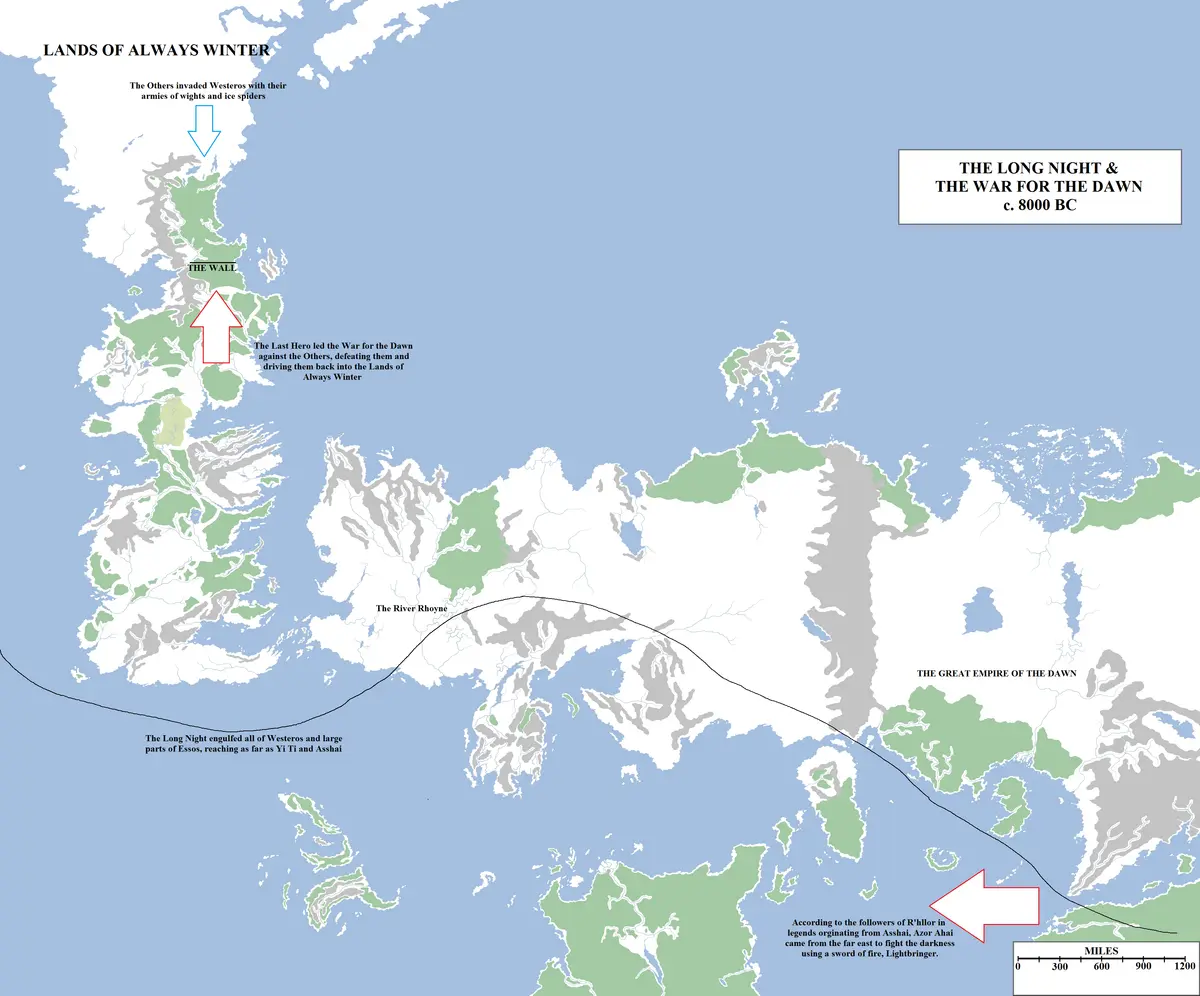 LANDS OF ALWAYS WINTER
The Others invaded Westeros with their
armies of wights and ice spiders
THE LONG NIGHT &
THE WAR FOR THE DAWN
c. 8000 BC
THE WALL
The Last Hero led the War for the Dawn
against the Others, defeating them and
driving them back into the Lands of
Always Winter
The River Rhoyne
THE GREAT EMPIRE OF THE DAWN
The Long Night engulfed all of Westeros and large
parts of Essos, reaching as far as Yi Ti and Asshai
According to the followers of R'hllor in
legends orginating from Asshai, Azor Ahai
came from the far east to fight the darkness
using a sword of fire, Lightbringer.
MILES
0 300 600 900 1200